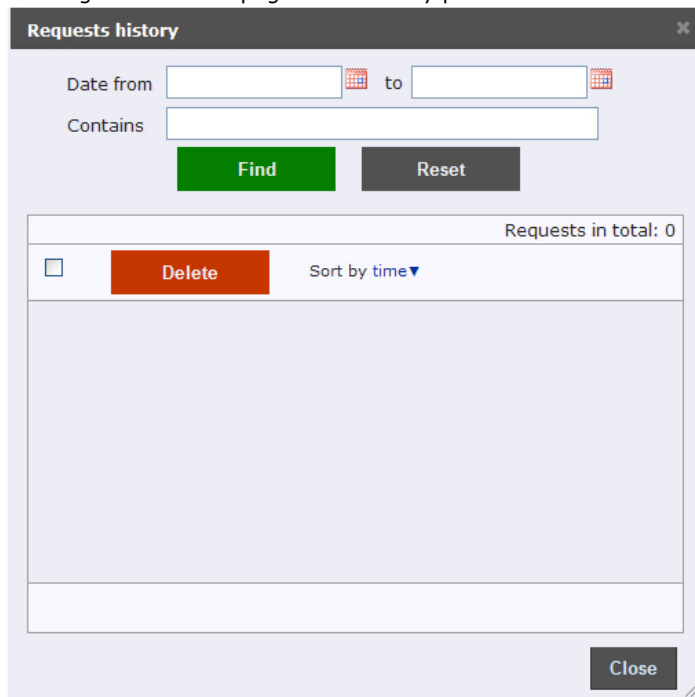 Requests history
Date from to
Contains
Find Reset
Requests in total: 0
Delete Sort by time▼
Close